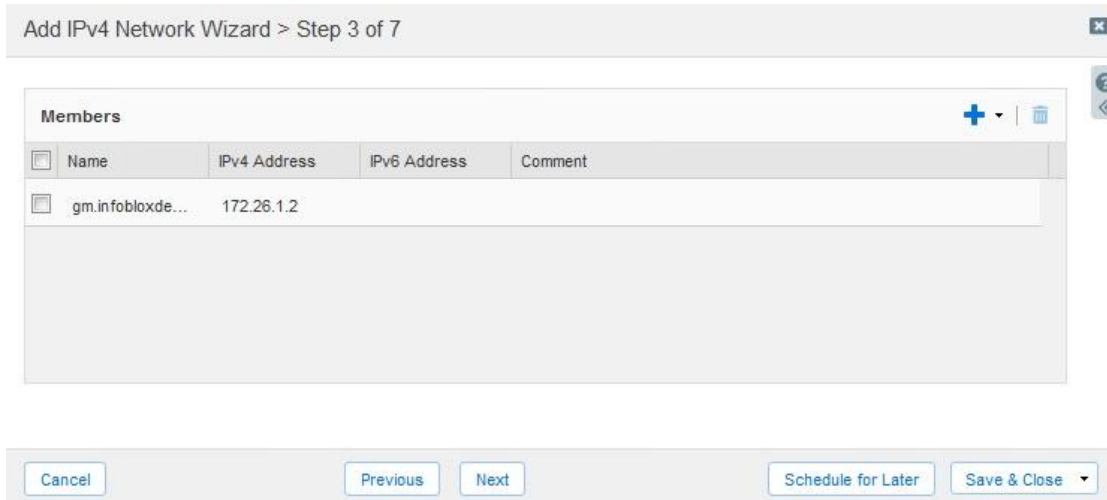 Add IPv4 Network Wizard > Step 3 of 7
Members
Name IPv4 Address IPv6 Address Comment
gm.infobloxde... 172.26.1.2
Cancel Previous Next Schedule for Later Save & Close